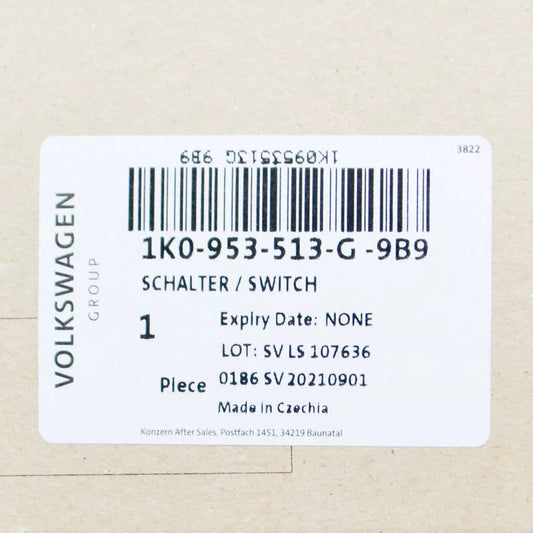 3822
1K0953513G 9B9
1K0-953-513-G -9B9
SCHALTER / SWITCH
1
Expiry Date: NONE
LOT: SV LS 107636
Piece 0186 SV 20210901
Made in Czechia
Konzern After Sales, Postfach 1451, 34219 Baunatal
VOLKSWAGEN
GROUP